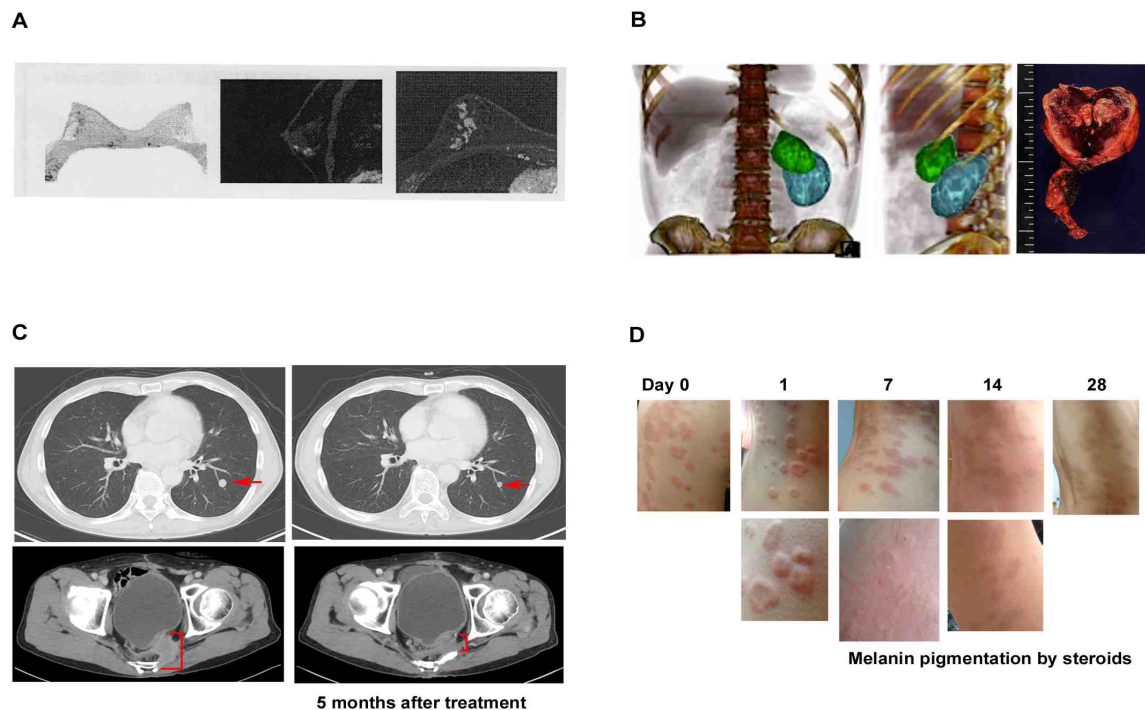 A
B
C
5 months after treatment
D
Day 0 1 7 14 28
Melanin pigmentation by steroids